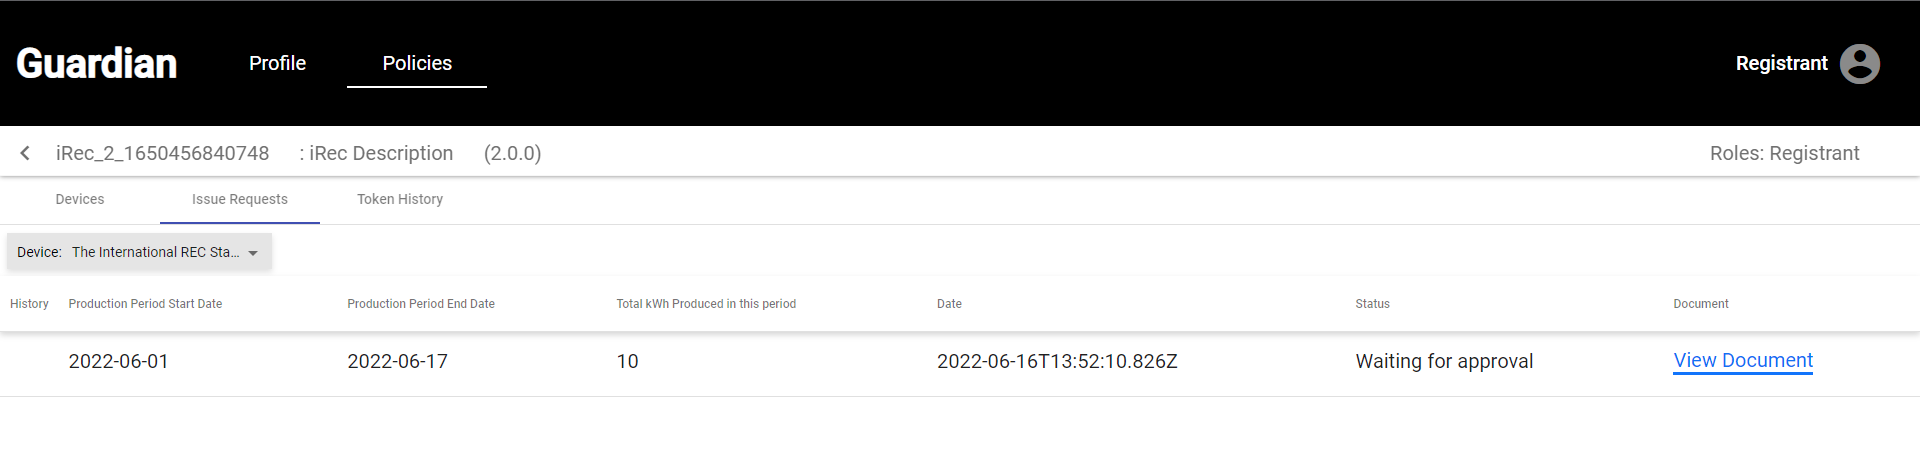 Guardian Profile Policies Registrant
iRec_2_1650456840748 : iRec Description (2.0.0) Roles: Registrant
Devices Issue Requests Token History
Device: The International REC Sta...
History Production Period Start Date Production Period End Date Total kWh Produced in this period Date Status Document
2022-06-01 2022-06-17 10 2022-06-16T13:52:10.826Z Waiting for approval View Document